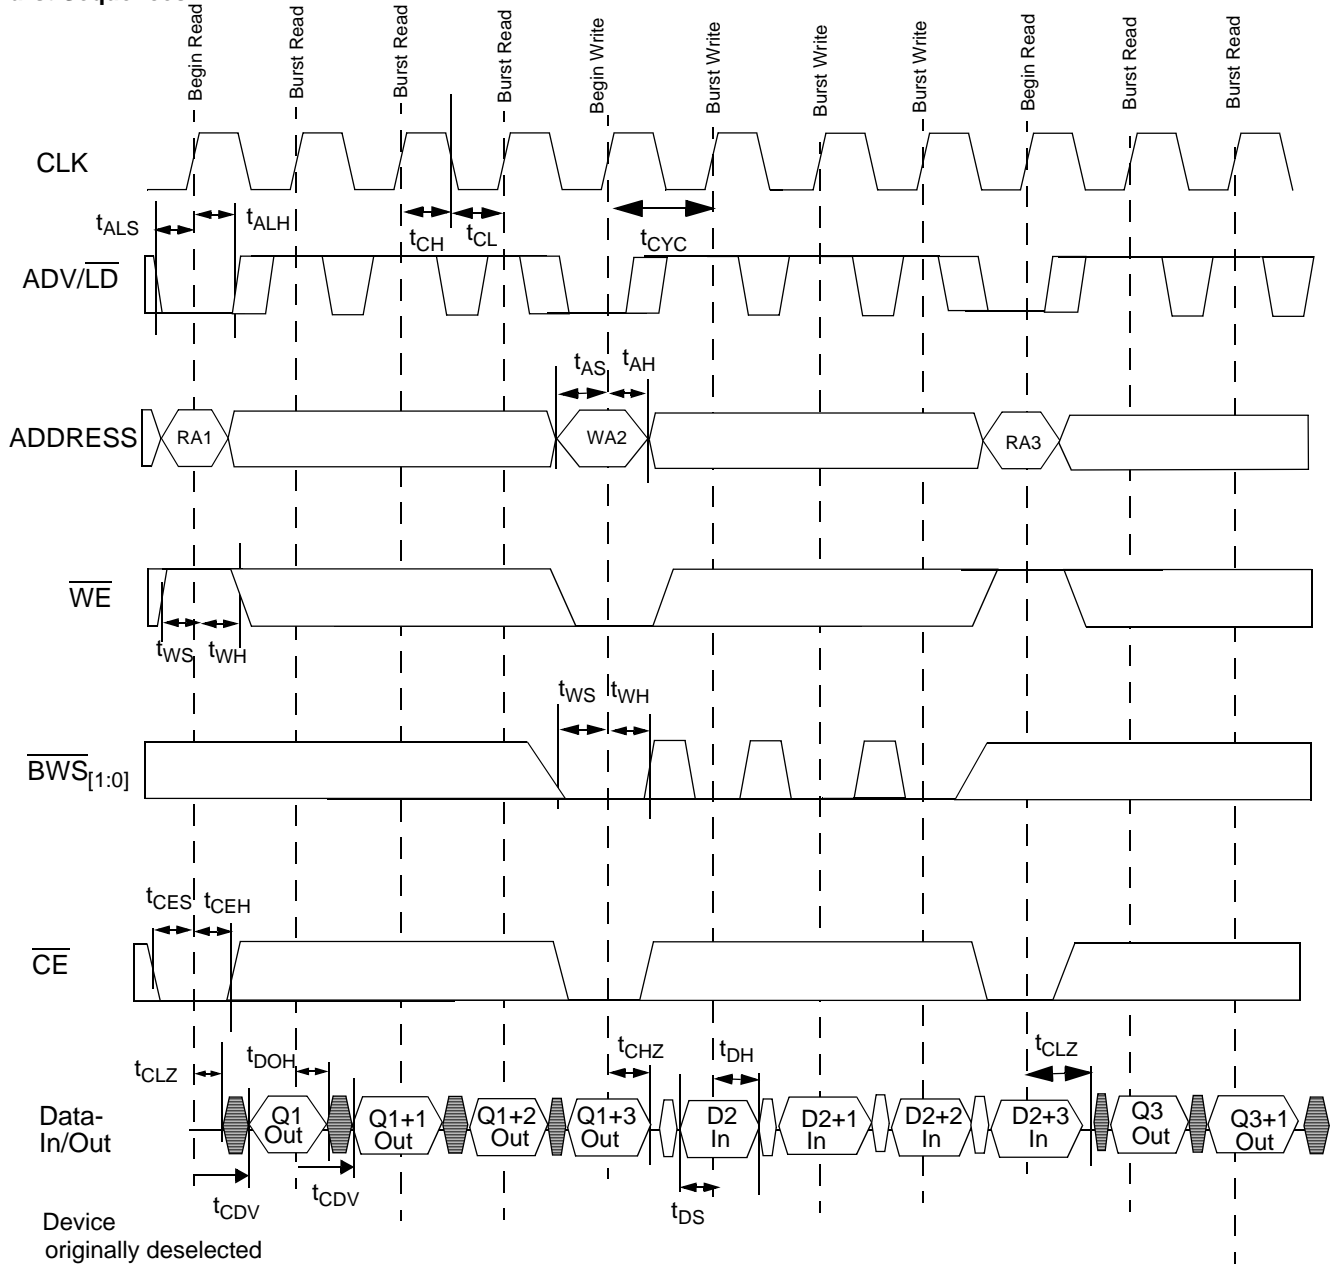 Begin Read
Burst Read
Burst Read
Burst Read
Begin Write
Burst Write
Burst Write
Burst Write
Begin Read
Burst Read
Burst Read
CLK
tALS
tALH
tCH
tCL
tCYC
ADV/LD
tAS
tAH
ADDRESS
RA1
WA2
RA3
WE
tWS
tWH
tWS
tWH
BWS[1:0]
tCES
tCEH
CE
tCLZ
tDOH
tCHZ
tDH
tCLZ
Data-
In/Out
Q1
Out
Q1+1
Out
Q1+2
Out
Q1+3
Out
D2
In
D2+1
In
D2+2
In
D2+3
In
Q3
Out
Q3+1
Out
tCDV
tCDV
tDS
Device
originally deselected